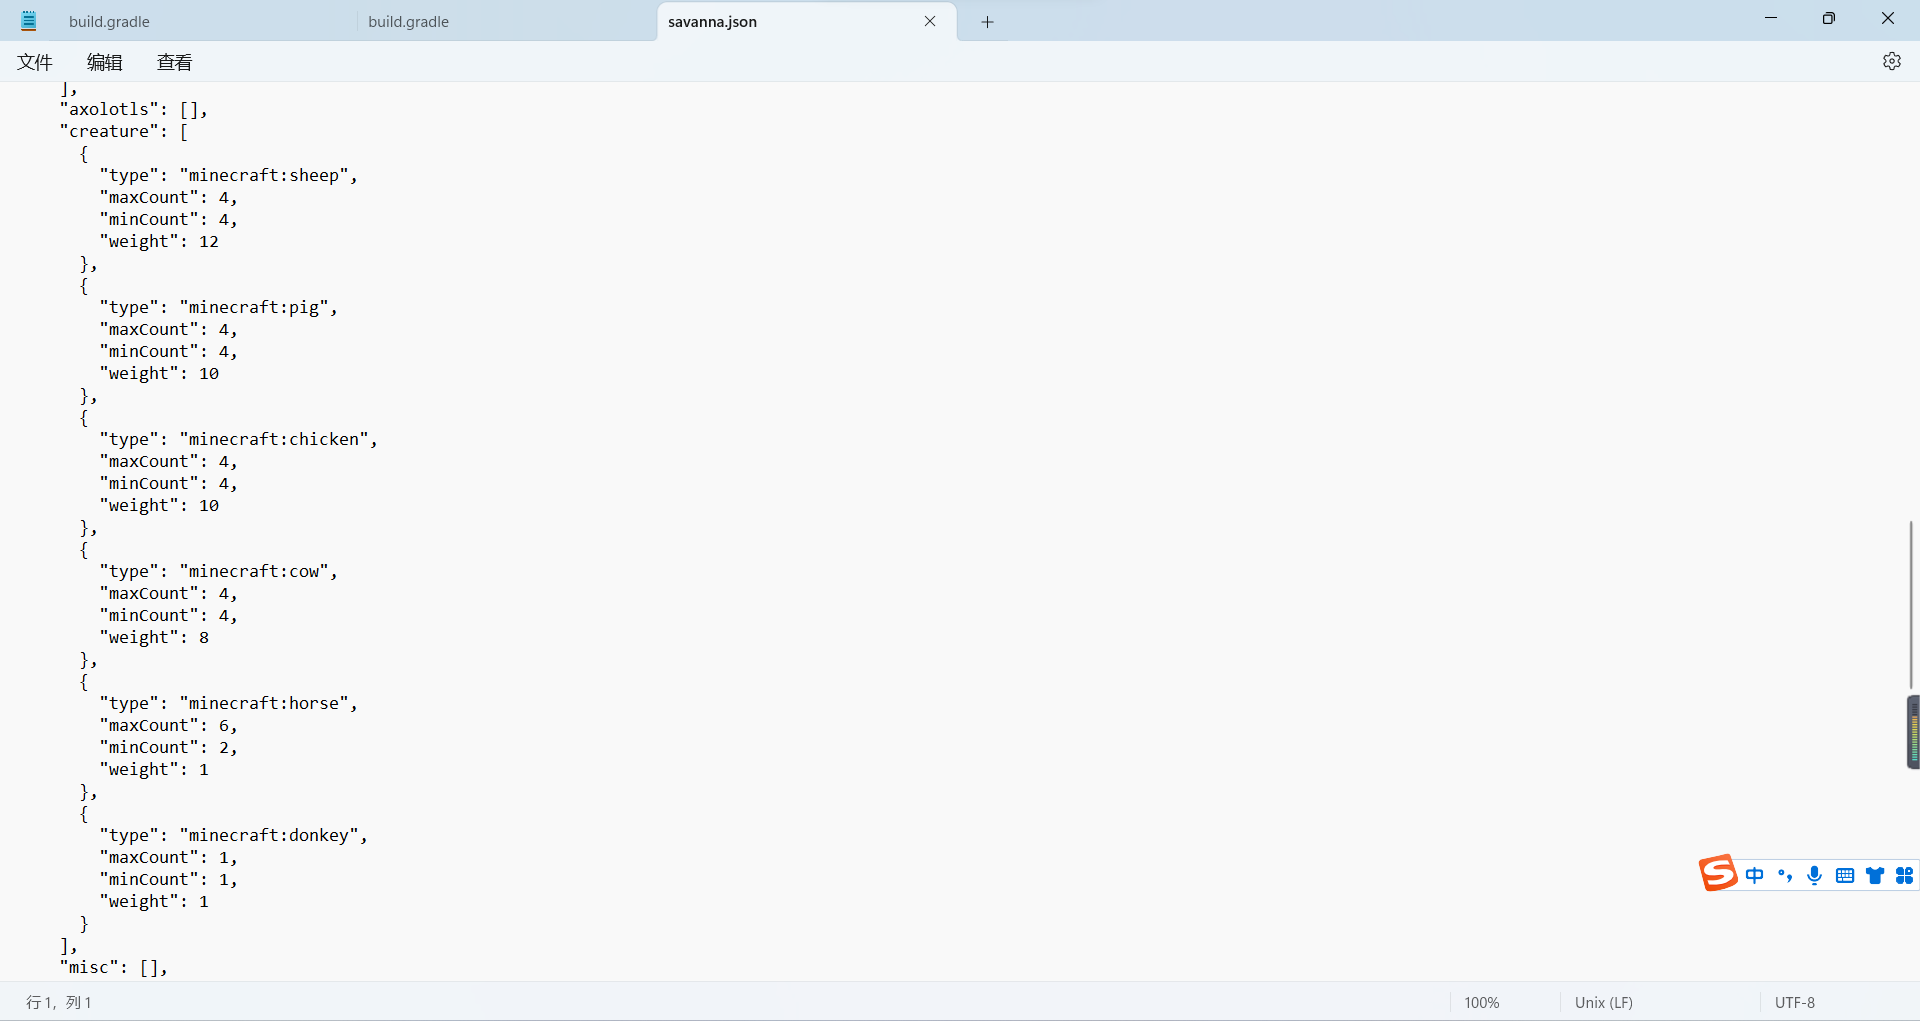 build.gradle
build.gradle
savanna.json
文件
编辑
查看
],
"axolotls": [],
"creature": [
{
"type": "minecraft:sheep",
"maxCount": 4,
"minCount": 4,
"weight": 12
},
{
"type": "minecraft:pig",
"maxCount": 4,
"minCount": 4,
"weight": 10
},
{
"type": "minecraft:chicken",
"maxCount": 4,
"minCount": 4,
"weight": 10
},
{
"type": "minecraft:cow",
"maxCount": 4,
"minCount": 4,
"weight": 8
},
{
"type": "minecraft:horse",
"maxCount": 6,
"minCount": 2,
"weight": 1
},
{
"type": "minecraft:donkey",
"maxCount": 1,
"minCount": 1,
"weight": 1
}
],
"misc": [],
S 中
行 1, 列 1
100%
Unix (LF)
UTF-8